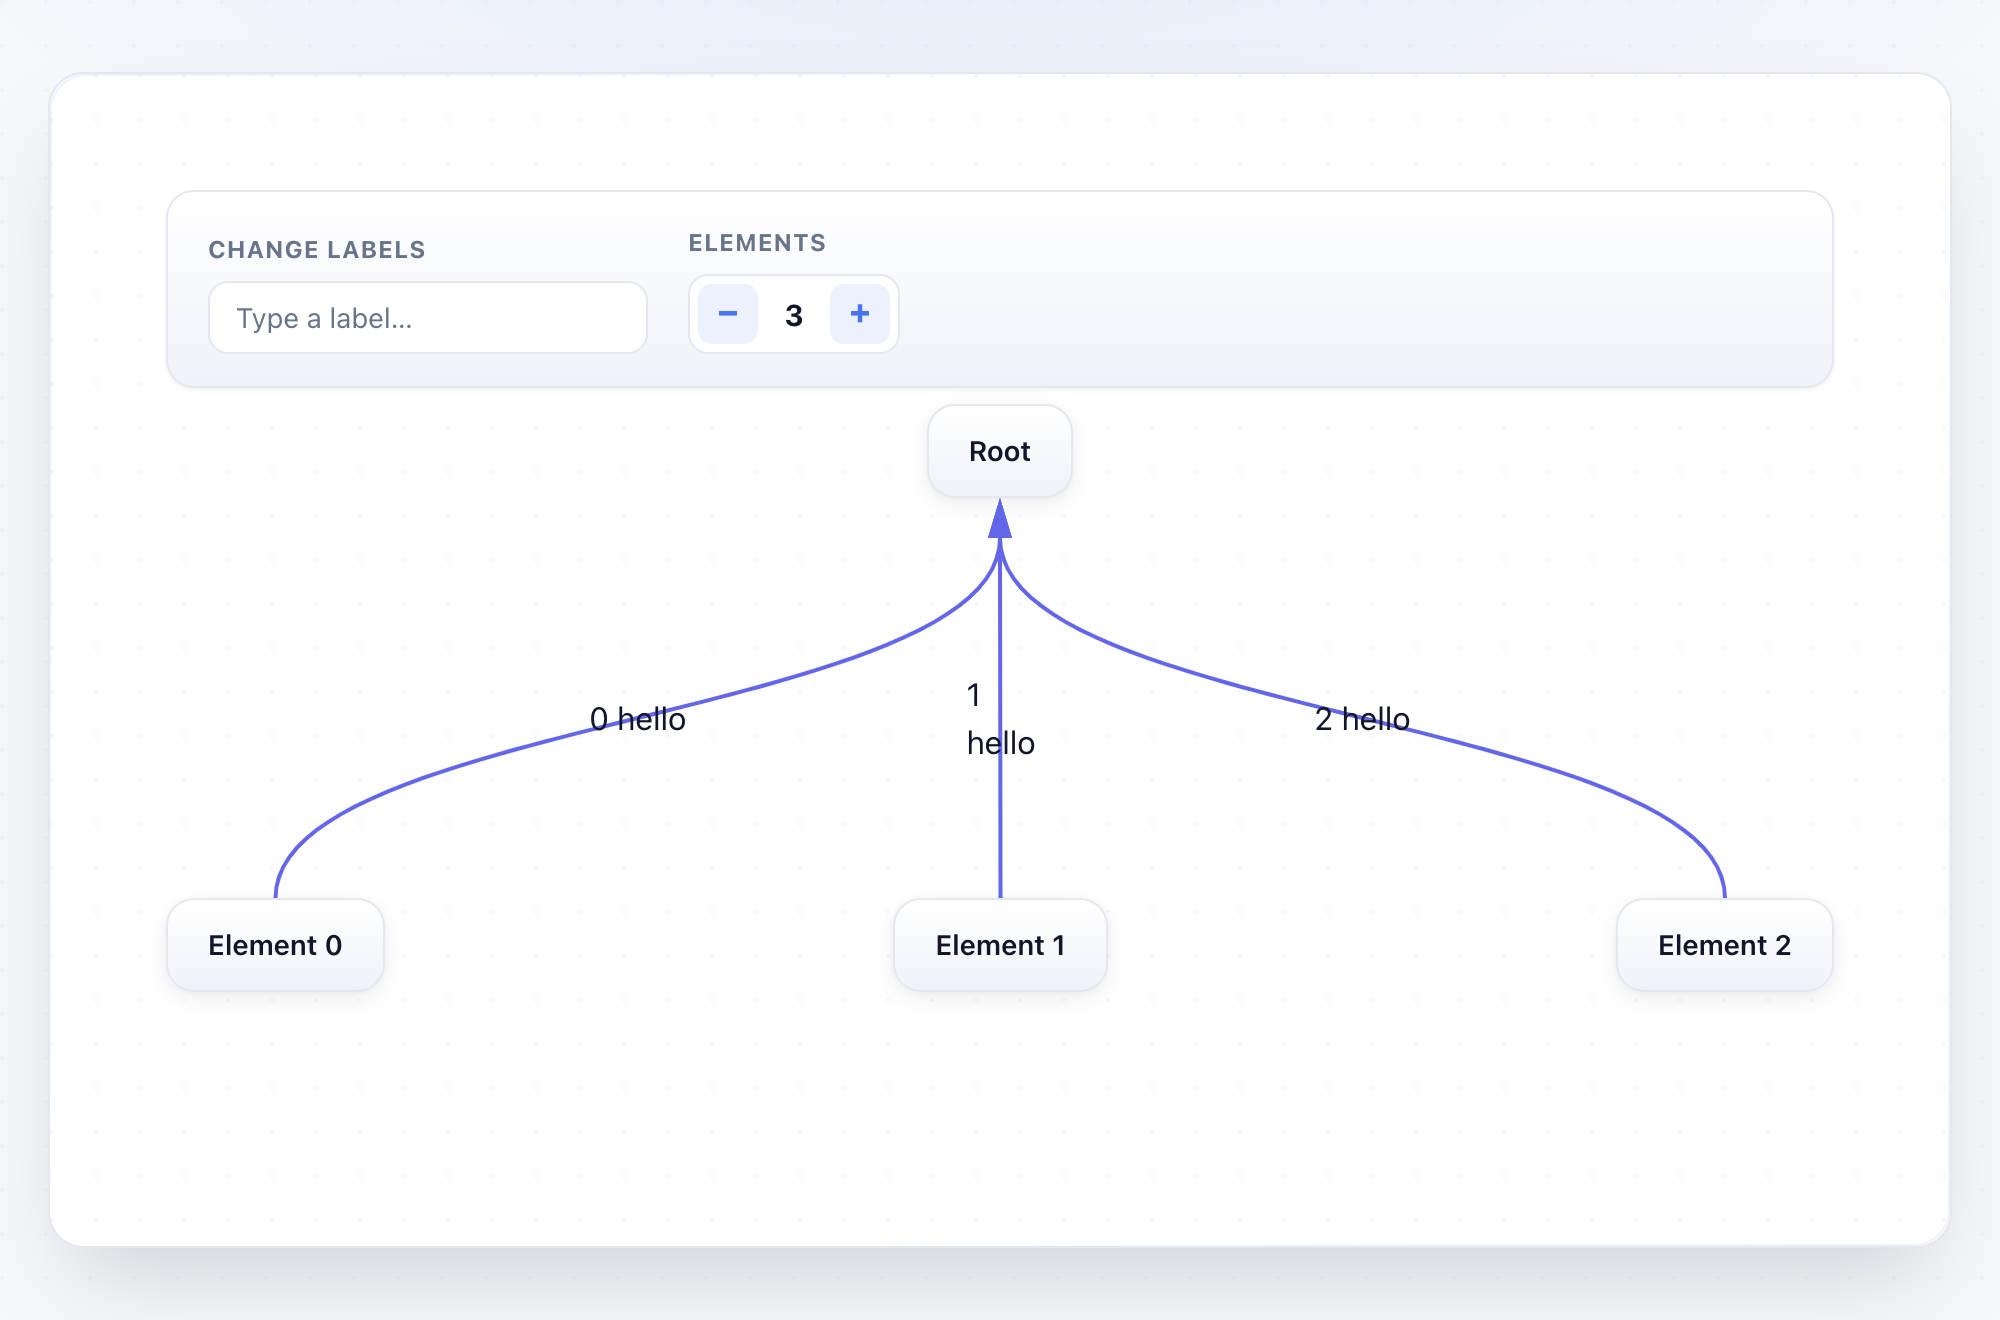 CHANGE LABELS
ELEMENTS
Type a label...
− 3 +
Root
0 hello
1
hello
2 hello
Element 0
Element 1
Element 2